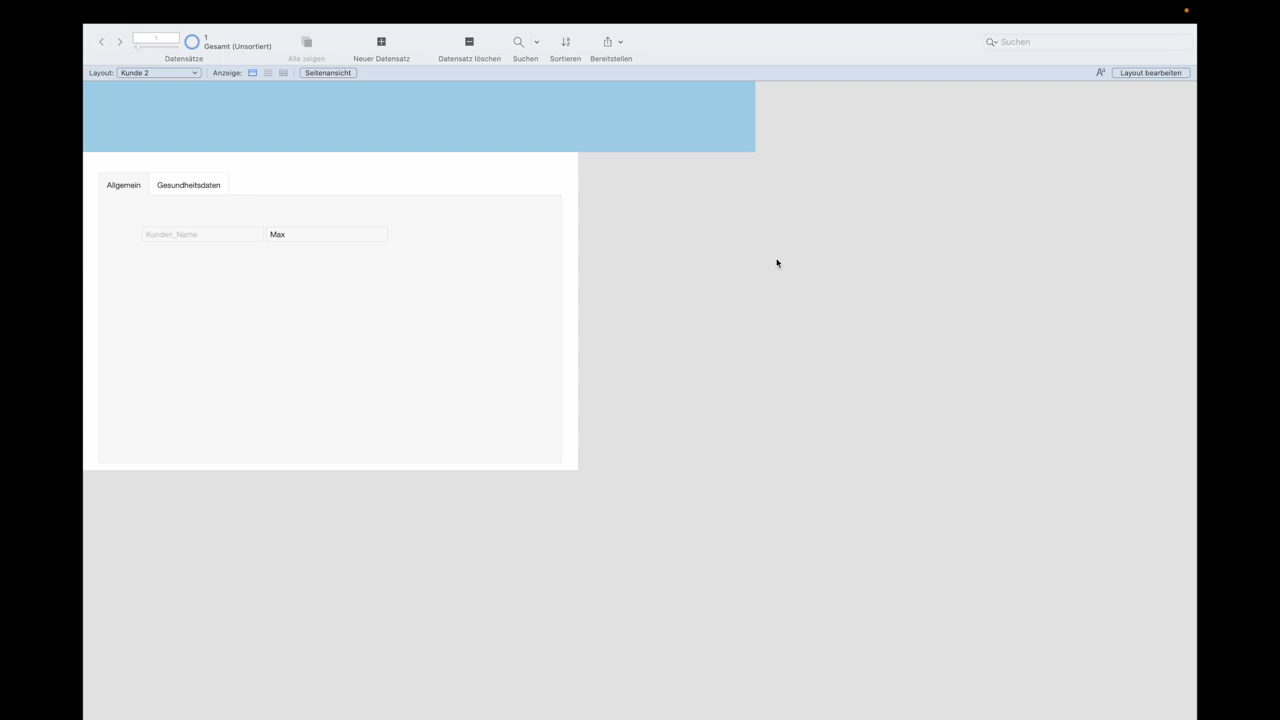 1
1
Gesamt (Unsortiert)
Datensätze
Alle zeigen
Neuer Datensatz
Datensatz löschen
Suchen
Sortieren
Bereitstellen
Suchen
Layout: Kunde 2 Anzeige: Seitenansicht Layout bearbeiten
Allgemein Gesundheitsdaten
Kunden_Name Max